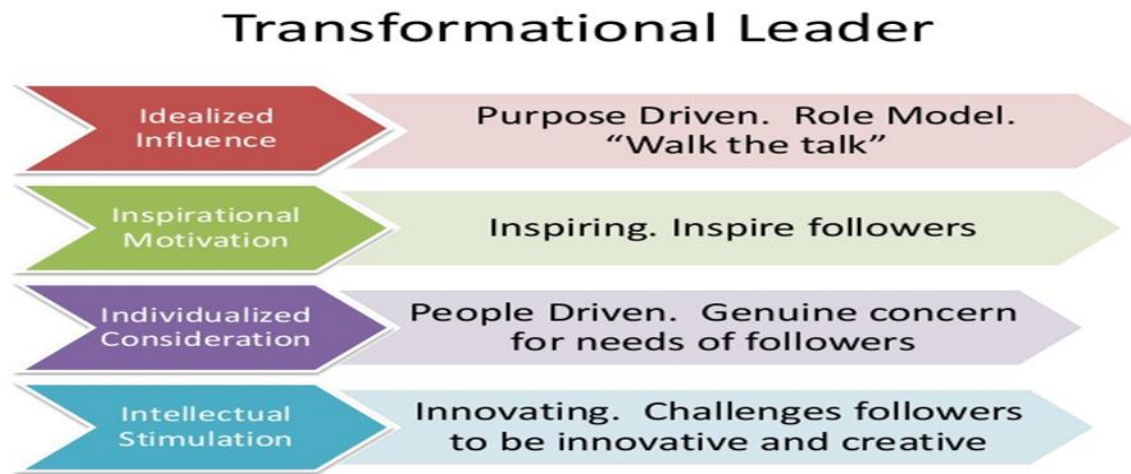 Transformational Leader
Idealized
Influence
Purpose Driven.  Role Model.
“Walk the talk”
Inspirational
Motivation
Inspiring. Inspire followers
Individualized
Consideration
People Driven.  Genuine concern
for needs of followers
Intellectual
Stimulation
Innovating.  Challenges followers
to be innovative and creative